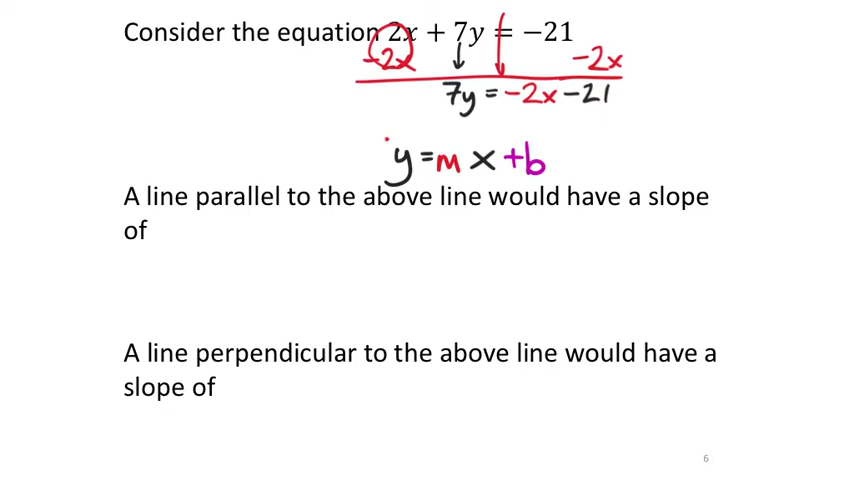 Consider the equation 2x + 7y = −21
−2x −2x
7y = −2x −21
y = m x + b
A line parallel to the above line would have a slope
of
A line perpendicular to the above line would have a
slope of
6